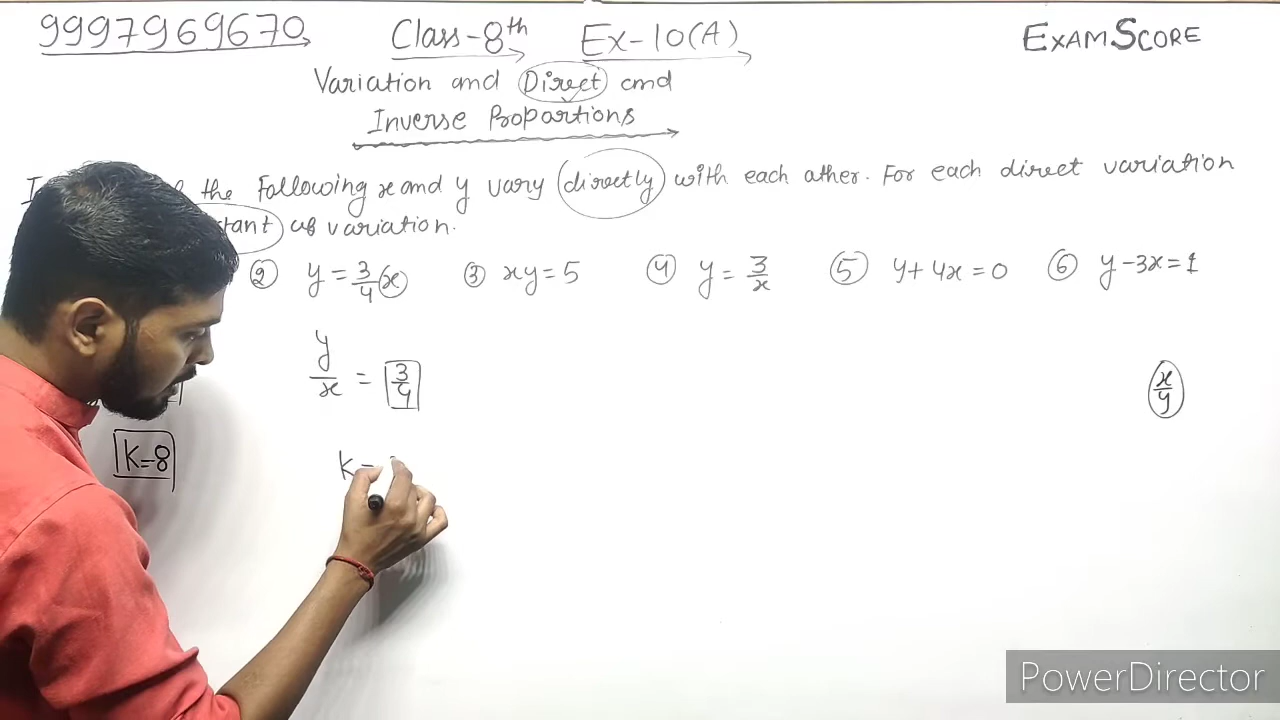 9997969670 Class-8th Ex-10(A) EXAMSCORE
Variation and Direct and
Inverse Proportions
the Following x and y vary directly with each other. For each direct variation
stant of variation.
② y = 3/4 x ③ xy = 5 ④ y = 3/x ⑤ y + 4x = 0 ⑥ y - 3x = 1
y/x = 3/4
x/y
K=8
K=
PowerDirector